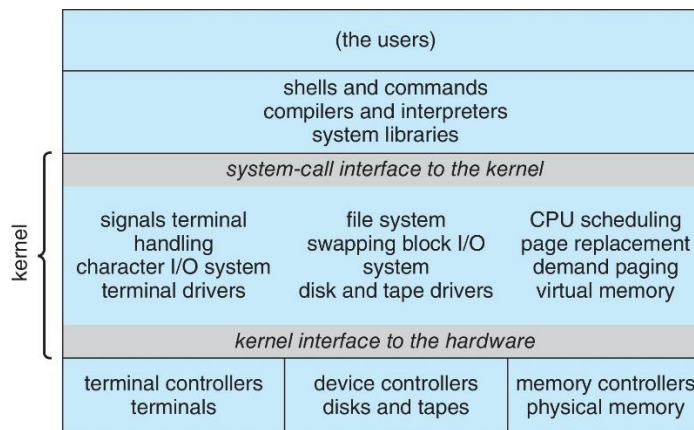 (the users)
shells and commands
compilers and interpreters
system libraries
system-call interface to the kernel
kernel
signals terminal
handling
character I/O system
terminal drivers
file system
swapping block I/O
system
disk and tape drivers
CPU scheduling
page replacement
demand paging
virtual memory
kernel interface to the hardware
terminal controllers
terminals
device controllers
disks and tapes
memory controllers
physical memory